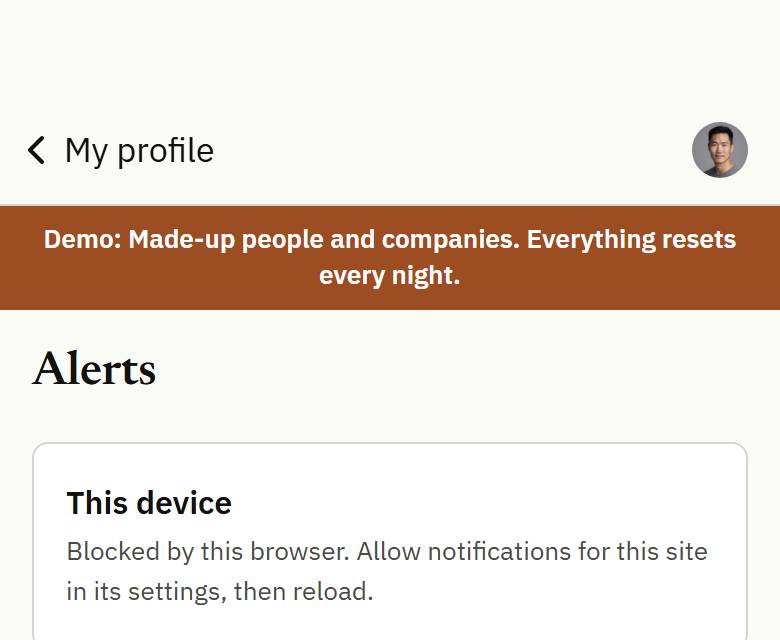 My profile
Demo: Made-up people and companies. Everything resets
every night.
Alerts
This device
Blocked by this browser. Allow notifications for this site
in its settings, then reload.